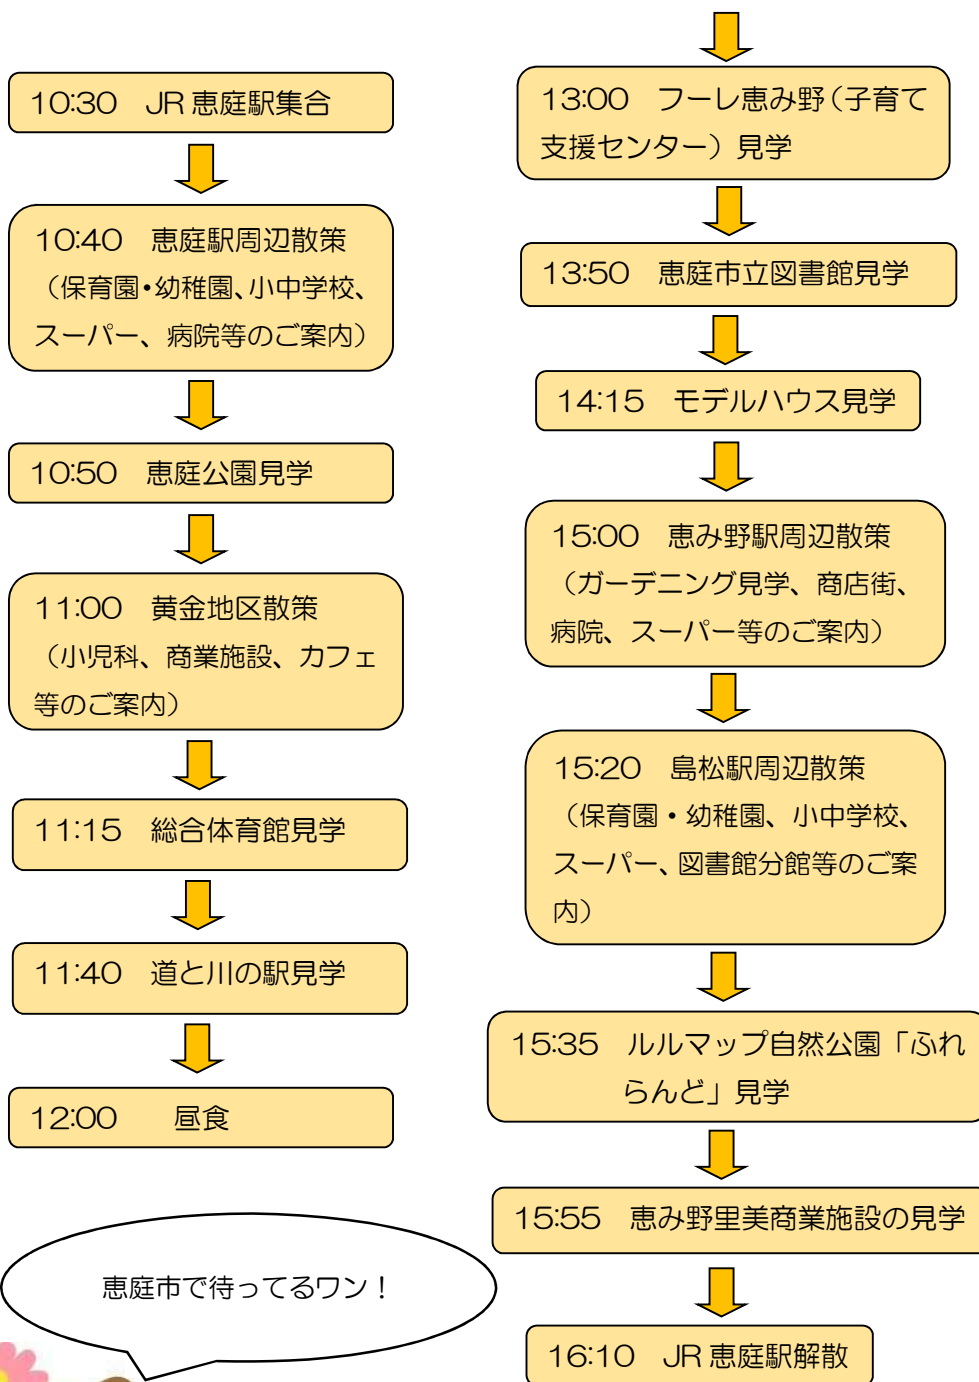 10:30　JR 恵庭駅集合
10:40　恵庭駅周辺散策
（保育園・幼稚園、小中学校、
スーパー、病院等のご案内）
10:50　恵庭公園見学
11:00　黄金地区散策
（小児科、商業施設、カフェ
等のご案内）
11:15　総合体育館見学
11:40　道と川の駅見学
12:00　　昼食
恵庭市で待ってるワン！
13:00　フーレ恵み野（子育て
支援センター）見学
13:50　恵庭市立図書館見学
14:15　モデルハウス見学
15:00　恵み野駅周辺散策
（ガーデニング見学、商店街、
病院、スーパー等のご案内）
15:20　島松駅周辺散策
（保育園・幼稚園、小中学校、
スーパー、図書館分館等のご案
内）
15:35　ルルマップ自然公園「ふれ
らんど」見学
15:55　恵み野里美商業施設の見学
16:10　JR 恵庭駅解散